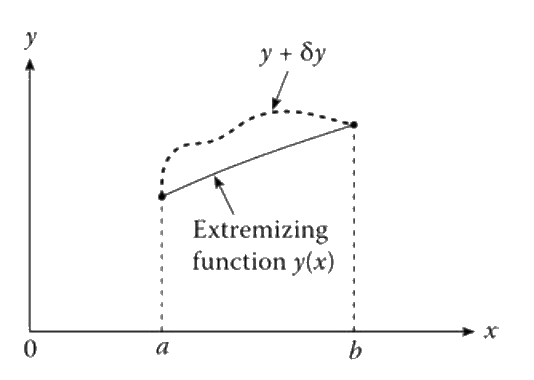 y
y + δy
Extremizing
function y(x)
x
0
a
b